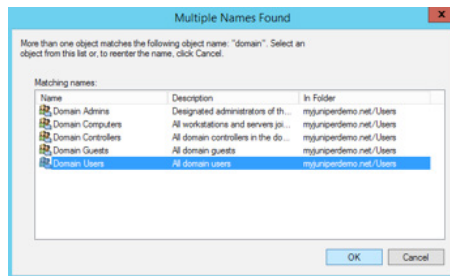 Multiple Names Found
x
More than one object matches the following object name: "domain". Select an
object from this list or, to reenter the name, click Cancel.
Matching names:
Name Description In Folder
Domain Admins Designated administrators of th... myjuniperdemo.net/Users
Domain Computers All workstations and servers joi... myjuniperdemo.net/Users
Domain Controllers All domain controllers in the do... myjuniperdemo.net/Users
Domain Guests All domain guests myjuniperdemo.net/Users
Domain Users All domain users myjuniperdemo.net/Users
OK Cancel